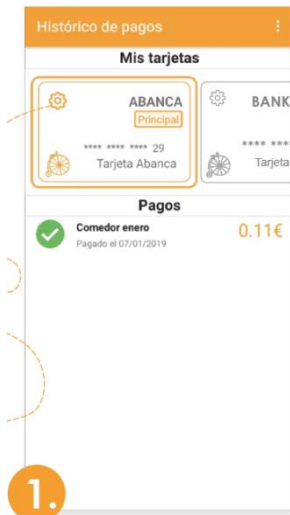 Histórico de pagos
Mis tarjetas
ABANCA
Principal
**** **** **** 29
Tarjeta Abanca
BANK
**** ***
Tarjeta
Pagos
Comedor enero
0.11€
Pagado el 07/01/2019
1.